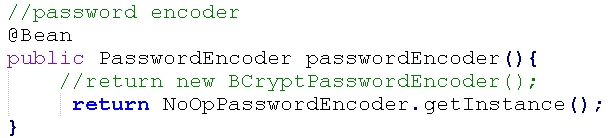 //password encoder
@Bean
public PasswordEncoder passwordEncoder(){
//return new BCryptPasswordEncoder();
return NoOpPasswordEncoder.getInstance();
}